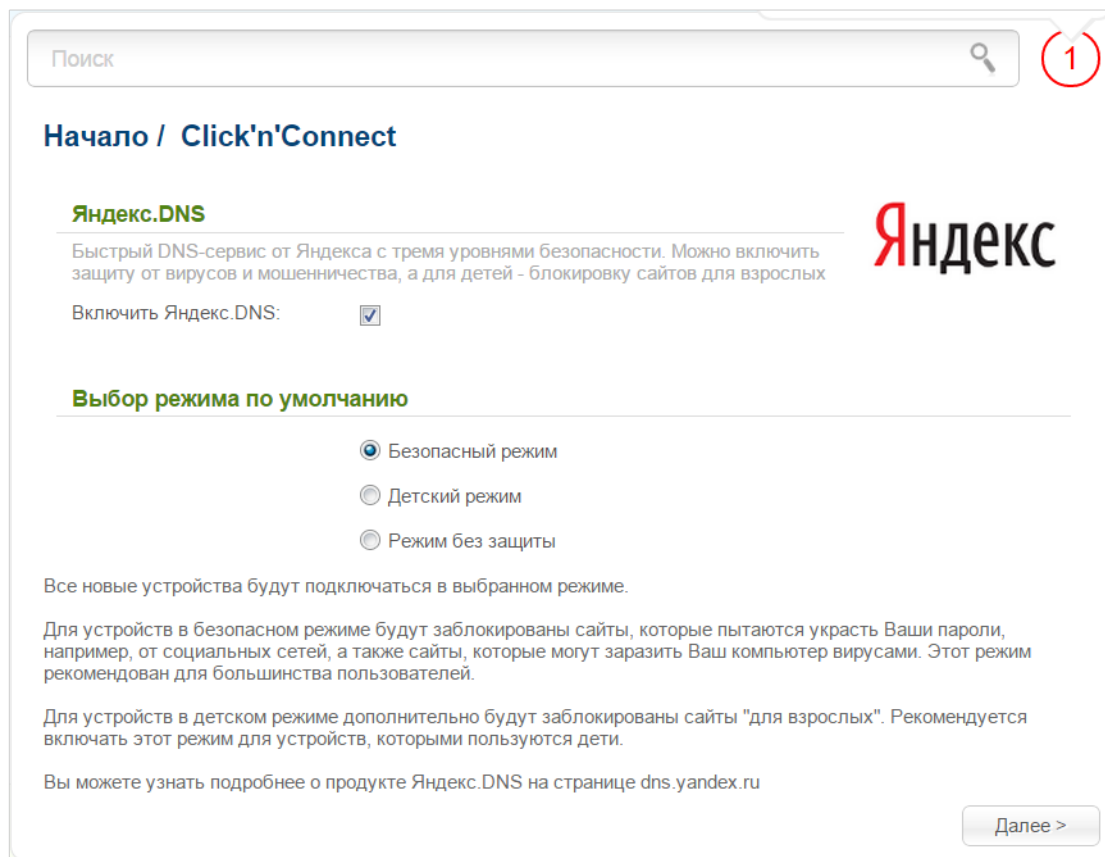 Поиск
1
Начало / Click'n'Connect
Яндекс.DNS
Яндекс
Быстрый DNS-сервис от Яндекса с тремя уровнями безопасности. Можно включить
защиту от вирусов и мошенничества, а для детей - блокировку сайтов для взрослых
Включить Яндекс.DNS:
Выбор режима по умолчанию
Безопасный режим
Детский режим
Режим без защиты
Все новые устройства будут подключаться в выбранном режиме.
Для устройств в безопасном режиме будут заблокированы сайты, которые пытаются украсть Ваши пароли,
например, от социальных сетей, а также сайты, которые могут заразить Ваш компьютер вирусами. Этот режим
рекомендован для большинства пользователей.
Для устройств в детском режиме дополнительно будут заблокированы сайты "для взрослых". Рекомендуется
включать этот режим для устройств, которыми пользуются дети.
Вы можете узнать подробнее о продукте Яндекс.DNS на странице dns.yandex.ru
Далее >